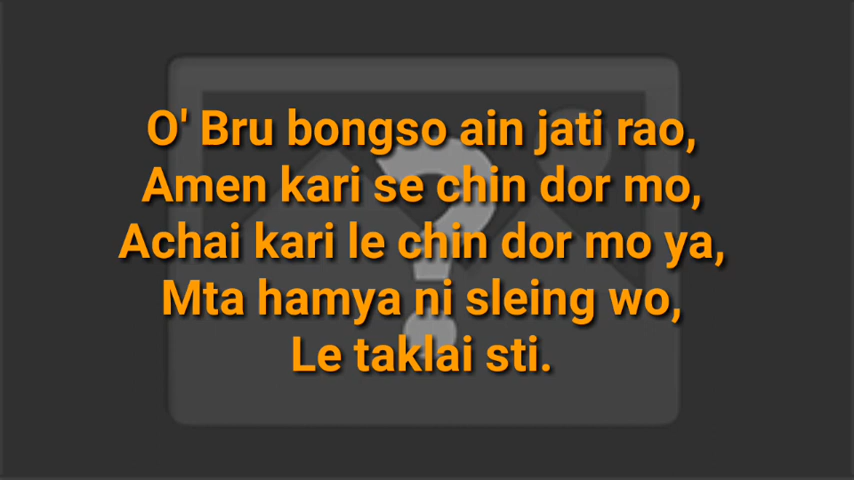 O' Bru bongso ain jati rao,
Amen kari se chin dor mo,
Achai kari le chin dor mo ya,
Mta hamya ni sleing wo,
Le taklai sti.